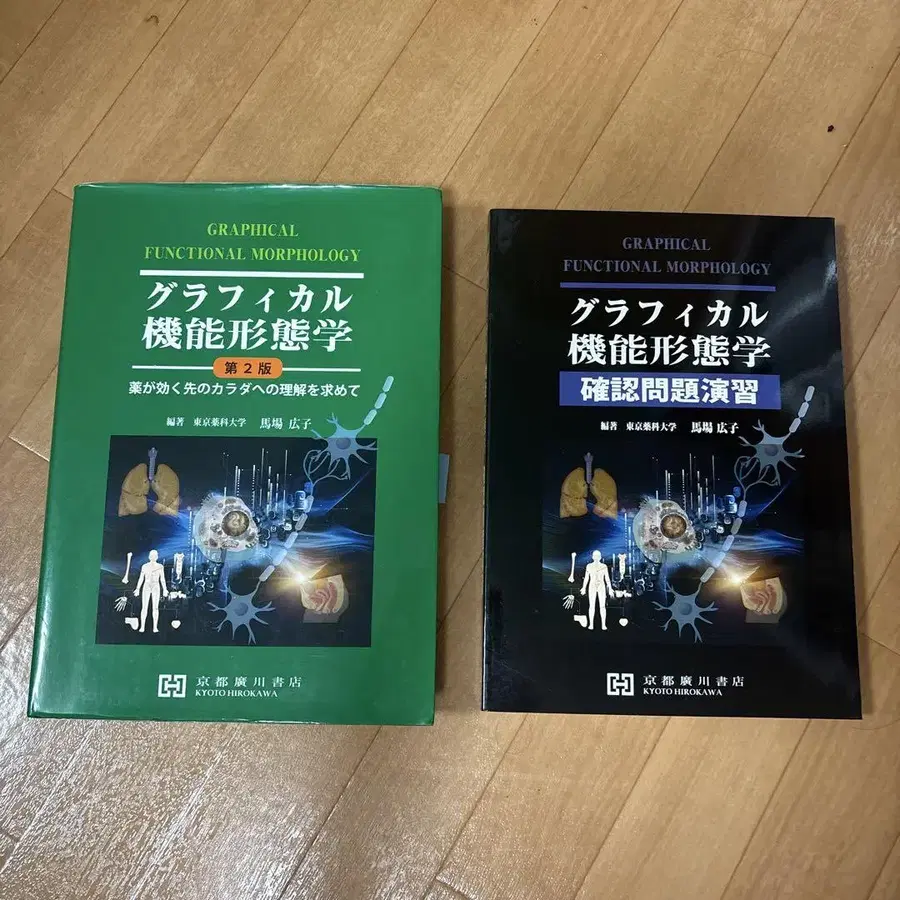 GRAPHICAL
FUNCTIONAL MORPHOLOGY
グラフィカル
機能形態学
第2版
薬が効く先のカラダへの理解を求めて
編著 東京薬科大学 馬場 広子
京都廣川書店
KYOTO HIROKAWA
GRAPHICAL
FUNCTIONAL MORPHOLOGY
グラフィカル
機能形態学
確認問題演習
編著 東京薬科大学 馬場 広子
京都廣川書店
KYOTO HIROKAWA